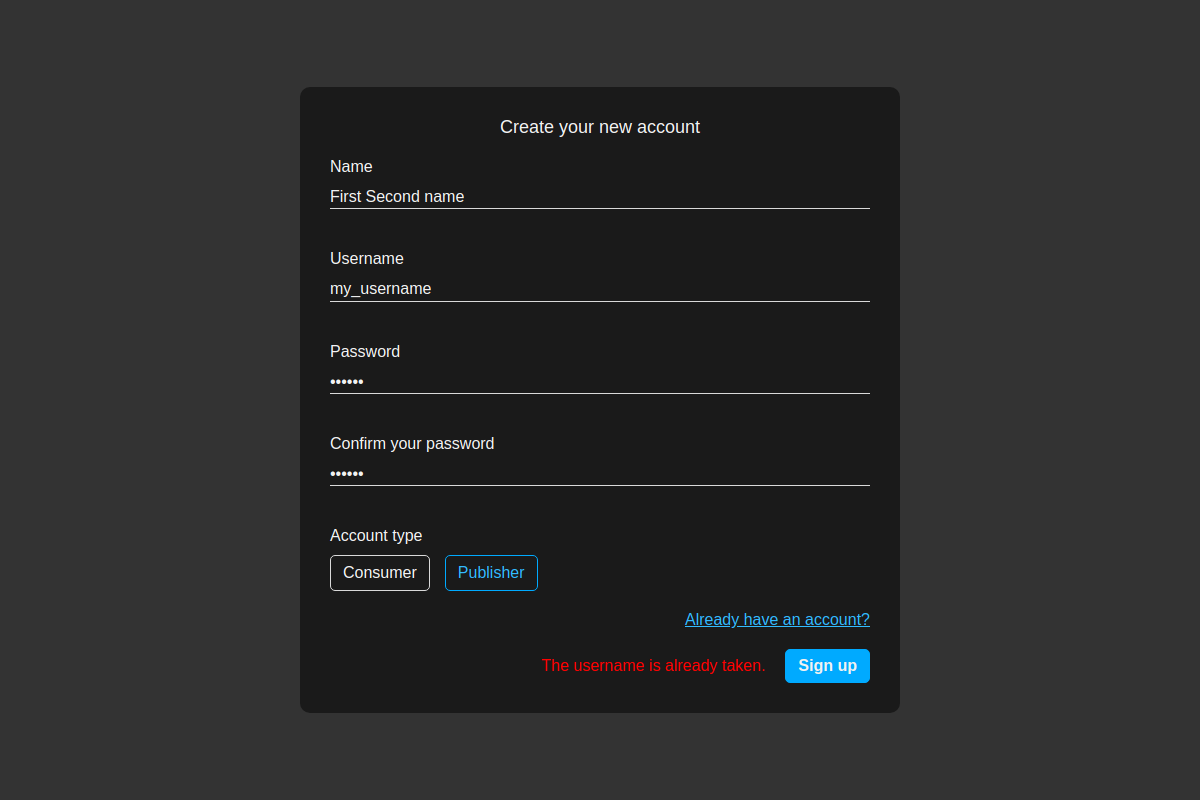 Create your new account
Name
First Second name
Username
my_username
Password
••••••
Confirm your password
••••••
Account type
Consumer Publisher
Already have an account?
The username is already taken. Sign up